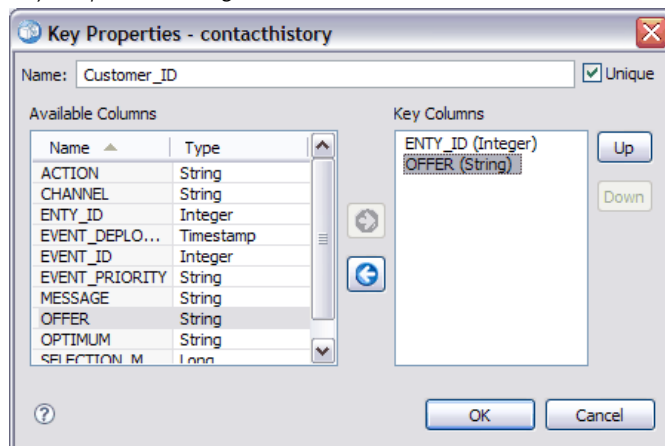 Key Properties - contacthistory
Name: Customer_ID Unique
Available Columns Key Columns
Name Type
ACTION String
CHANNEL String
ENTY_ID Integer
EVENT_DEPLO... Timestamp
EVENT_ID Integer
EVENT_PRIORITY String
MESSAGE String
OFFER String
OPTIMUM String
SELECTION_M Long
ENTY_ID (Integer)
OFFER (String)
Up
Down
OK Cancel